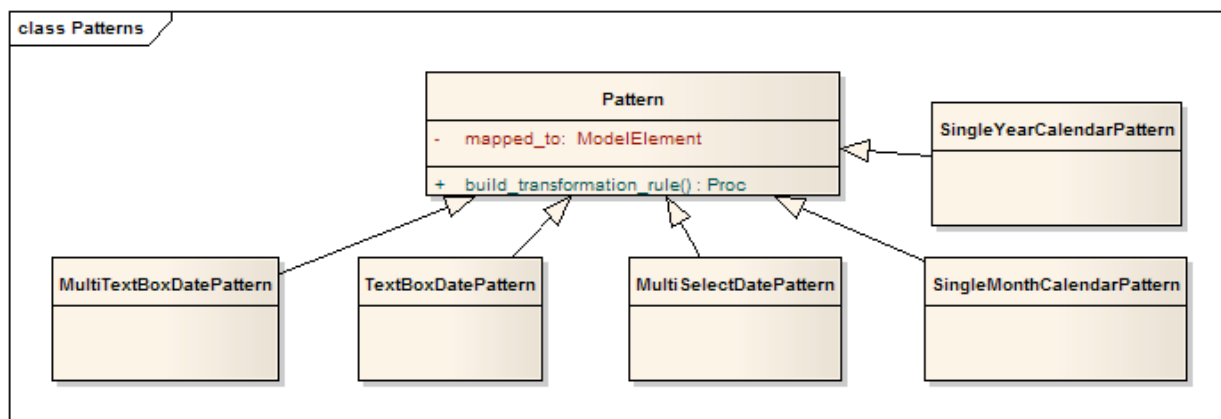 class Patterns
Pattern
- mapped_to: ModelElement
+ build_transformation_rule() : Proc
SingleYearCalendarPattern
MultiTextBoxDatePattern
TextBoxDatePattern
MultiSelectDatePattern
SingleMonthCalendarPattern